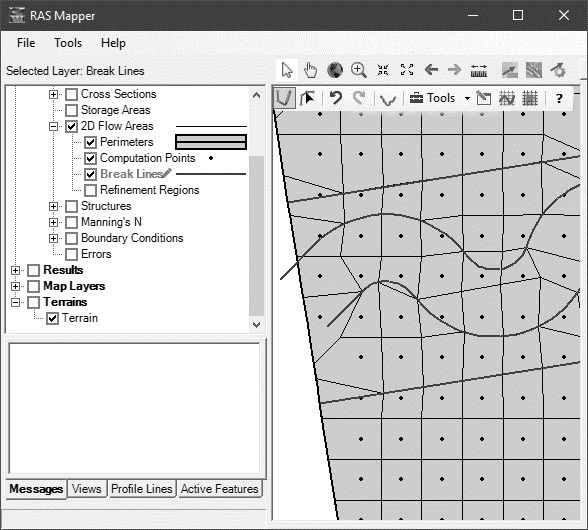 RAS Mapper
File Tools Help
Selected Layer: Break Lines
Cross Sections
Storage Areas
2D Flow Areas
Perimeters
Computation Points
Break Lines
Refinement Regions
Structures
Manning's N
Boundary Conditions
Errors
Results
Map Layers
Terrains
Terrain
Tools
?
Messages Views Profile Lines Active Features